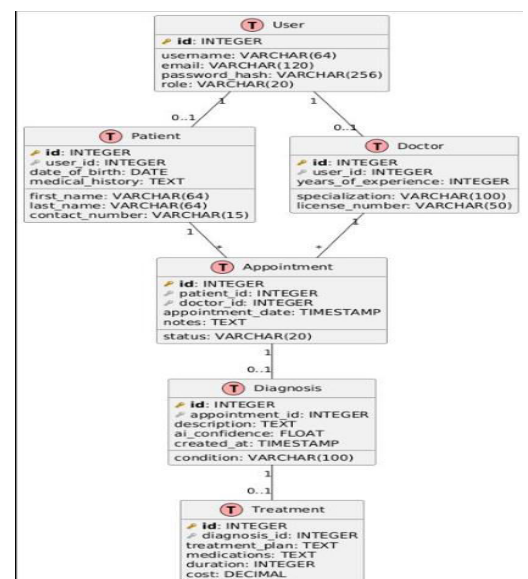 T User
id: INTEGER
username: VARCHAR(64)
email: VARCHAR(120)
password_hash: VARCHAR(256)
role: VARCHAR(20)
1 1
0..1 0..1
T Patient
id: INTEGER
user_id: INTEGER
date_of_birth: DATE
medical_history: TEXT
first_name: VARCHAR(64)
last_name: VARCHAR(64)
contact_number: VARCHAR(15)
T Doctor
id: INTEGER
user_id: INTEGER
years_of_experience: INTEGER
specialization: VARCHAR(100)
license_number: VARCHAR(50)
1 1
* *
T Appointment
id: INTEGER
patient_id: INTEGER
doctor_id: INTEGER
appointment_date: TIMESTAMP
notes: TEXT
status: VARCHAR(20)
1
0..1
T Diagnosis
id: INTEGER
appointment_id: INTEGER
description: TEXT
ai_confidence: FLOAT
created_at: TIMESTAMP
condition: VARCHAR(100)
1
0..1
T Treatment
id: INTEGER
diagnosis_id: INTEGER
treatment_plan: TEXT
medications: TEXT
duration: INTEGER
cost: DECIMAL